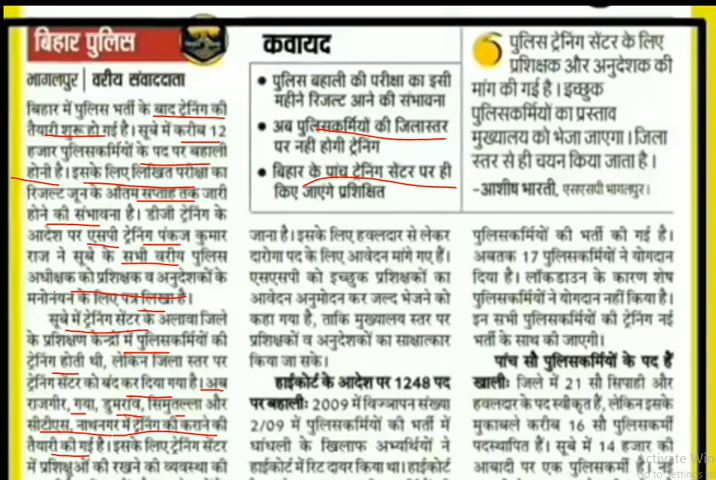 बिहार पुलिस
भागलपुर | वरीय संवाददाता
बिहार में पुलिस भर्ती के बाद ट्रेनिंग की
तैयारी शुरू हो गई है। सूबे में करीब 12
हजार पुलिसकर्मियों के पद पर बहाली
होनी है। इसके लिए लिखित परीक्षा का
रिजल्ट जून के अंतिम सप्ताह तक जारी
होने की संभावना है। डीजी ट्रेनिंग के
आदेश पर एसपी ट्रेनिंग पंकज कुमार
राज ने सूबे के सभी वरीय पुलिस
अधीक्षक को प्रशिक्षक व अनुदेशकों के
मनोनयन के लिए पत्र लिखा है।
सूबे में ट्रेनिंग सेंटर के अलावा जिले
के प्रशिक्षण केन्द्रों में पुलिसकर्मियों की
ट्रेनिंग होती थी, लेकिन जिला स्तर पर
ट्रेनिंग सेंटर को बंद कर दिया गया है। अब
राजगीर, गया, डुमरांव, सिमुतल्ला और
सीटीएस, नाथनगर में ट्रेनिंग की कराने की
तैयारी की गई है। इसके लिए ट्रेनिंग सेंटर
में प्रशिक्षुओं की रखने की व्यवस्था की
कवायद
• पुलिस बहाली की परीक्षा का इसी
महीने रिजल्ट आने की संभावना
• अब पुलिसकर्मियों की जिलास्तर
पर नही होगी ट्रेनिंग
• बिहार के पांच ट्रेनिंग सेंटर पर ही
किए जाएंगे प्रशिक्षित
पुलिस ट्रेनिंग सेंटर के लिए
प्रशिक्षक और अनुदेशक की
मांग की गई है। इच्छुक
पुलिसकर्मियों का प्रस्ताव
मुख्यालय को भेजा जाएगा। जिला
स्तर से ही चयन किया जाता है।
-आशीष भारती, एसएसपी भागलपुर।
जाना है। इसके लिए हवलदार से लेकर
दारोगा पद के लिए आवेदन मांगे गए हैं।
एसएसपी को इच्छुक प्रशिक्षकों का
आवेदन अनुमोदन कर जल्द भेजने को
कहा गया है, ताकि मुख्यालय स्तर पर
प्रशिक्षकों व अनुदेशकों का साक्षात्कार
किया जा सके।
हाईकोर्ट के आदेश पर 1248 पद
पर बहाली: 2009 में विज्ञापन संख्या
2/09 में पुलिसकर्मियों की भर्ती में
धांधली के खिलाफ अभ्यर्थियों ने
हाईकोर्ट में रिट दायर किया था। हाईकोर्ट
पुलिसकर्मियों की भर्ती की गई है।
अबतक 17 पुलिसकर्मियों ने योगदान
दिया है। लॉकडाउन के कारण शेष
पुलिसकर्मियों ने योगदान नहीं किया है।
इन सभी पुलिसकर्मियों की ट्रेनिंग नई
भर्ती के साथ की जाएगी।
पांच सौ पुलिसकर्मियों के पद हैं
खाली: जिले में 21 सौ सिपाही और
हवलदार के पद स्वीकृत हैं, लेकिन इसके
मुकाबले करीब 16 सौ पुलिसकर्मी
पदस्थापित हैं। सूबे में 14 हजार की
आबादी पर एक पुलिसकर्मी है। नई
Activate Win
Go to Settings to